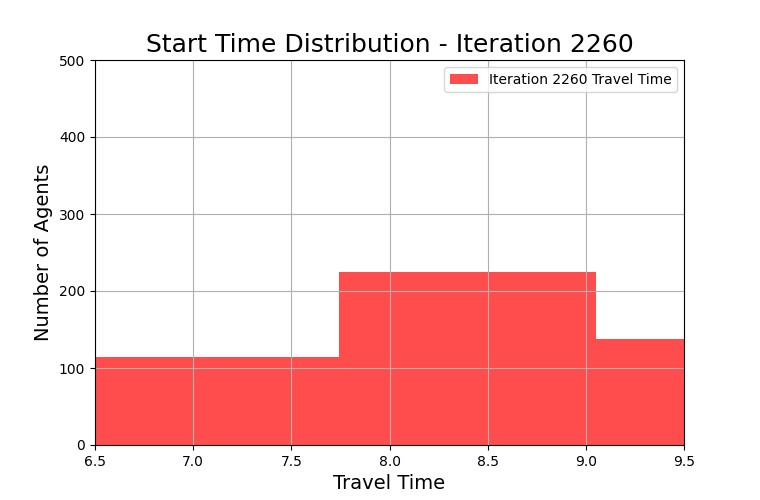 Start Time Distribution - Iteration 2260
Iteration 2260 Travel Time
Number of Agents
500
400
300
200
100
0
6.5 7.0 7.5 8.0 8.5 9.0 9.5
Travel Time